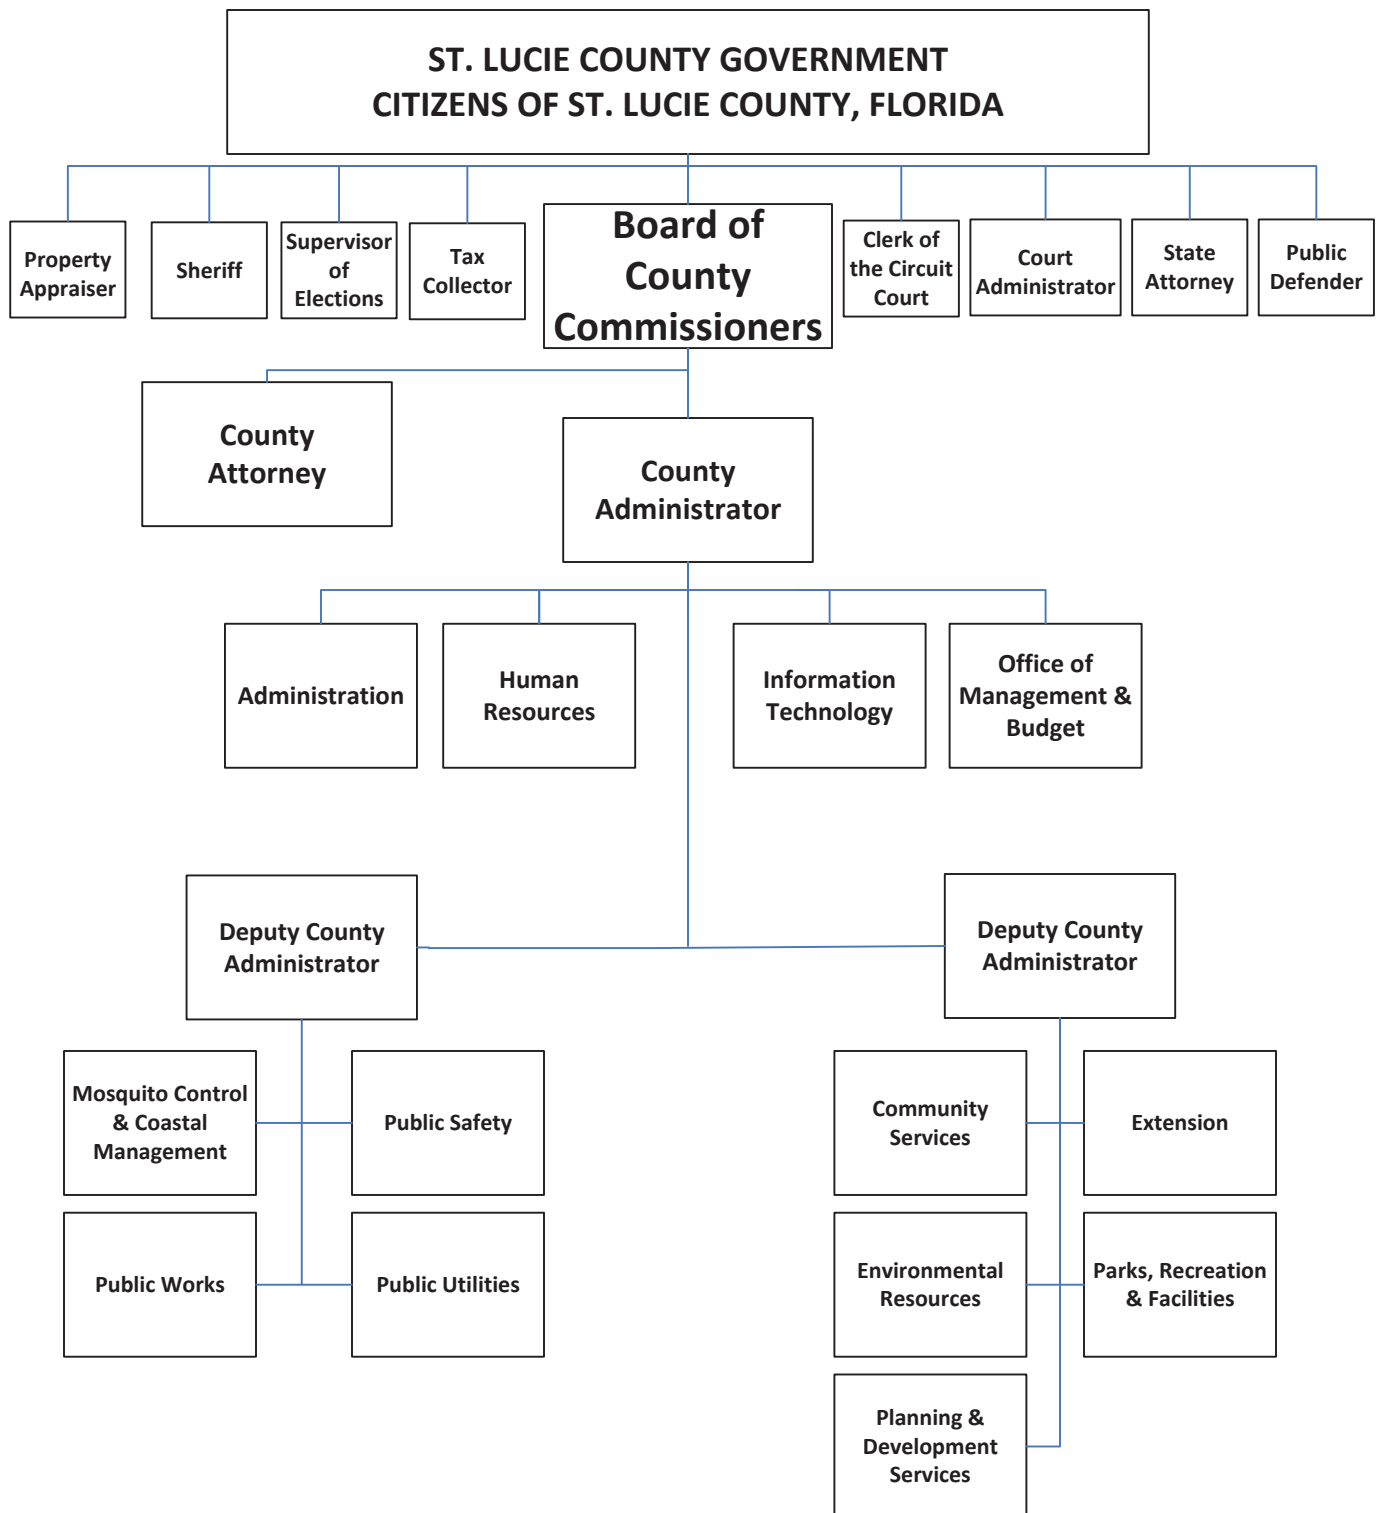 ST. LUCIE COUNTY GOVERNMENT
CITIZENS OF ST. LUCIE COUNTY, FLORIDA
Property
Appraiser
Sheriff
Supervisor
of
Elections
Tax
Collector
Board of
County
Commissioners
Clerk of
the Circuit
Court
Court
Administrator
State
Attorney
Public
Defender
County
Attorney
County
Administrator
Administration
Human
Resources
Information
Technology
Office of
Management &
Budget
Deputy County
Administrator
Deputy County
Administrator
Mosquito Control
& Coastal
Management
Public Safety
Public Works
Public Utilities
Community
Services
Extension
Environmental
Resources
Parks, Recreation
& Facilities
Planning &
Development
Services